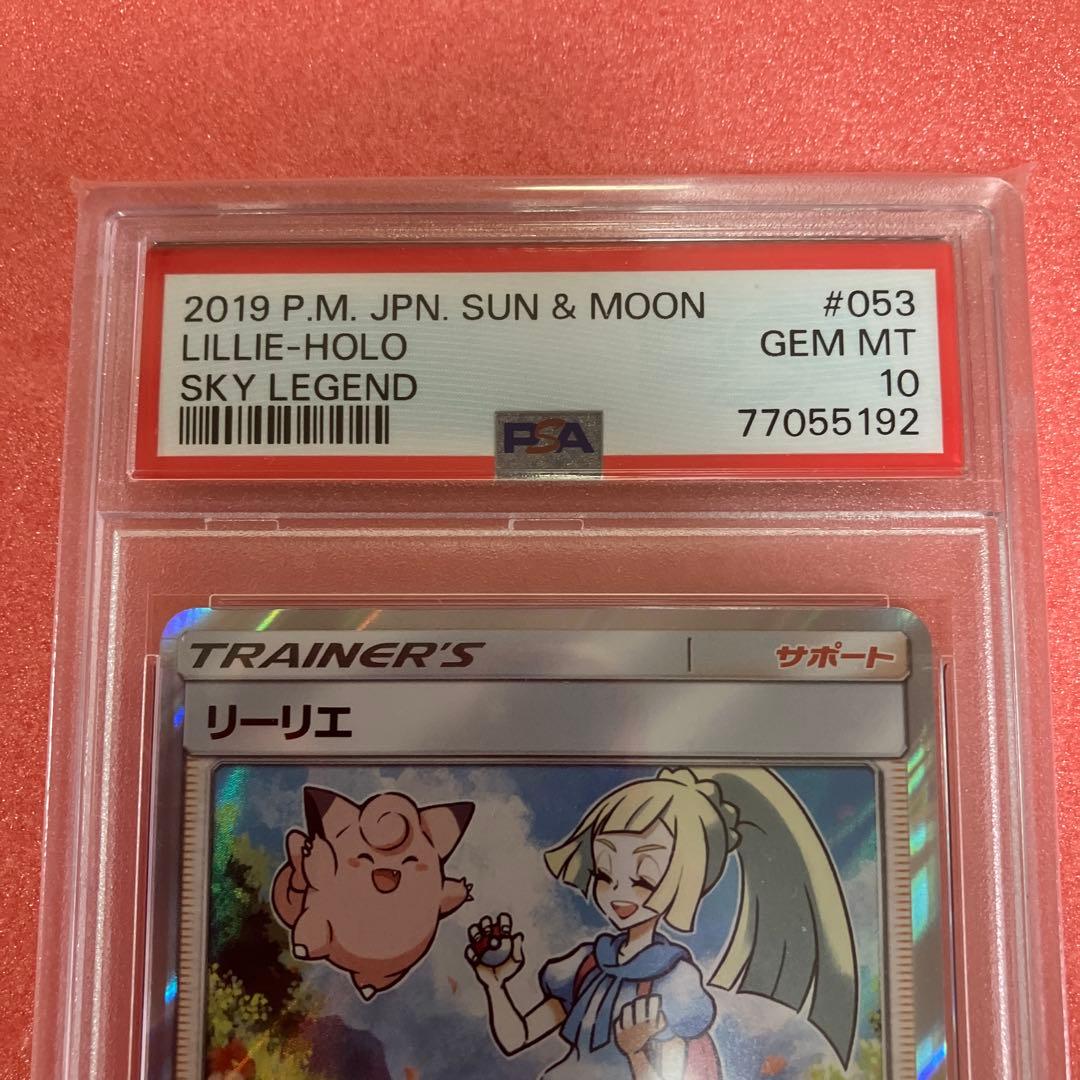 2019 P.M. JPN. SUN & MOON #053
LILLIE-HOLO GEM MT
SKY LEGEND 10
77055192
PSA
TRAINER'S サポート
リーリエ